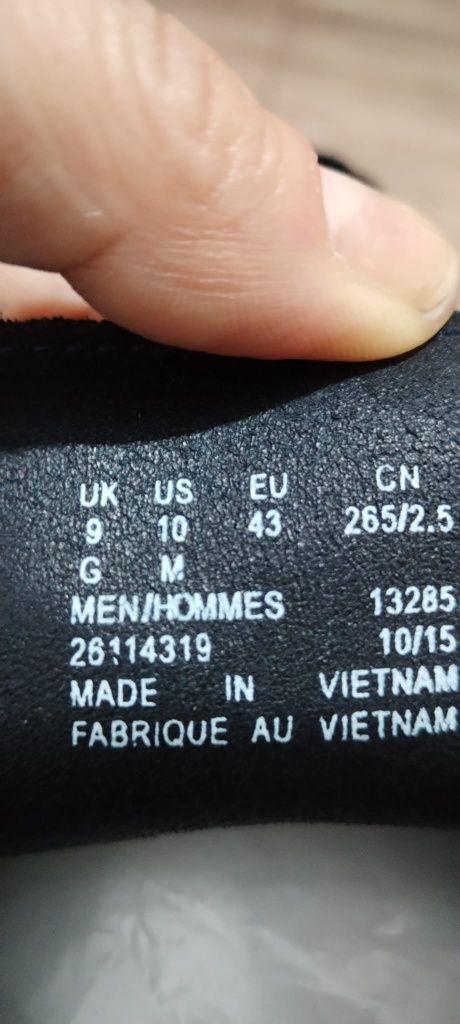 UK US EU CN
9 10 43 265/2.5
G M
MEN/HOMMES 13285
26114319 10/15
MADE IN VIETNAM
FABRIQUE AU VIETNAM